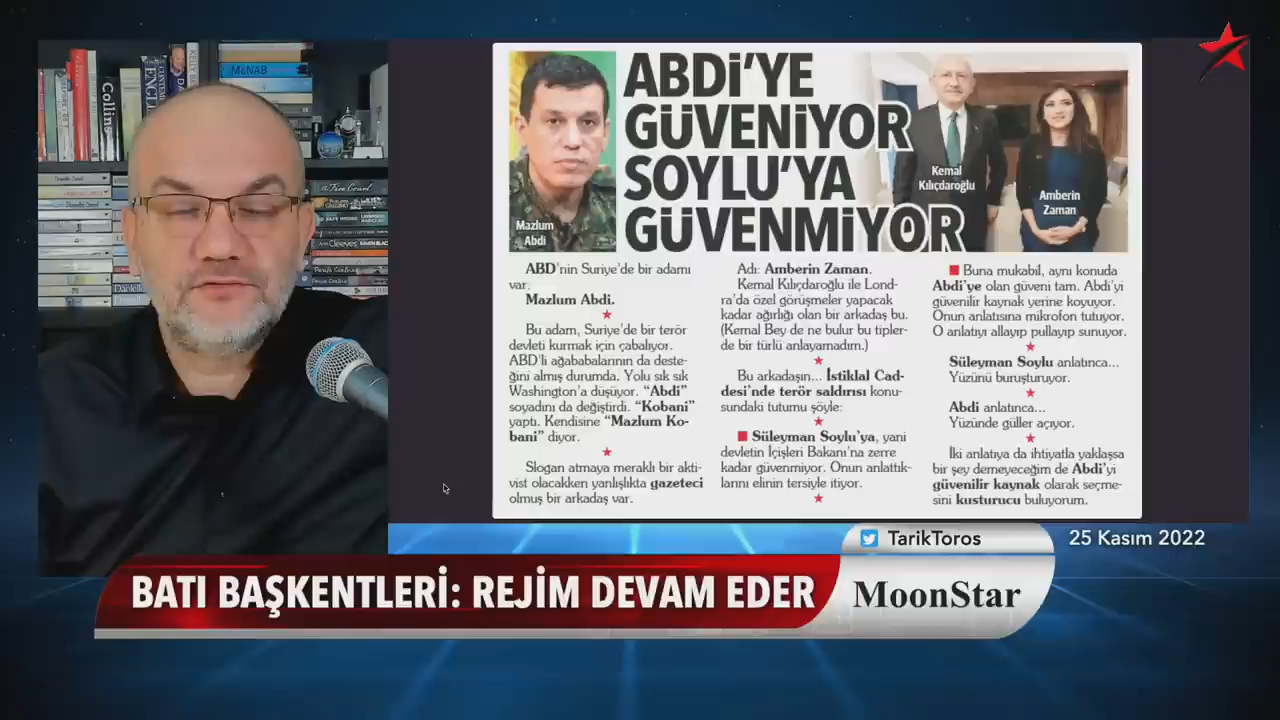 McNAB
Collins
ABDİ'YE
GÜVENİYOR
SOYLU'YA
GÜVENMİYOR
Mazlum
Abdi
Kemal
Kılıçdaroğlu
Amberin
Zaman
ABD'nin Suriye'de bir adamı
var.
Mazlum Abdi.
Bu adam, Suriye'de bir terör
devleti kurmak için çabalıyor.
ABD'li ağababalarının da deste-
ğini almış durumda. Yolu sık sık
Washington'a düşüyor. “Abdi”
soyadını da değiştirdi. “Kobani”
yaptı. Kendisine “Mazlum Ko-
bani” diyor.
Slogan atmaya meraklı bir akti-
vist olacakken yanlışlıkta gazeteci
olmuş bir arkadaş var.
Adı: Amberin Zaman.
Kemal Kılıçdaroğlu ile Lond-
ra'da özel görüşmeler yapacak
kadar ağırlığı olan bir arkadaş bu.
(Kemal Bey de ne bulur bu tipler-
de bir türlü anlayamadım.)
Bu arkadaşın... İstiklal Cad-
desi'nde terör saldırısı konu-
sundaki tutumu şöyle:
Süleyman Soylu'ya, yani
devletin İçişleri Bakanı'na zerre
kadar güvenmiyor. Onun anlattık-
larını elinin tersiyle itiyor.
Buna mukabil, aynı konuda
Abdi'ye olan güveni tam. Abdi'yi
güvenilir kaynak yerine koyuyor.
Onun anlatısına mikrofon tutuyor.
O anlatıyı allayıp pullayıp sunuyor.
Süleyman Soylu anlatınca...
Yüzünü buruşturuyor.
Abdi anlatınca...
Yüzünde güller açıyor.
İki anlatıya da ihtiyatla yaklaşsa
bir şey demeyeceğim de Abdi'yi
güvenilir kaynak olarak seçme-
sini kusturucu buluyorum.
TarikToros
25 Kasım 2022
BATI BAŞKENTLERİ: REJİM DEVAM EDER
MoonStar